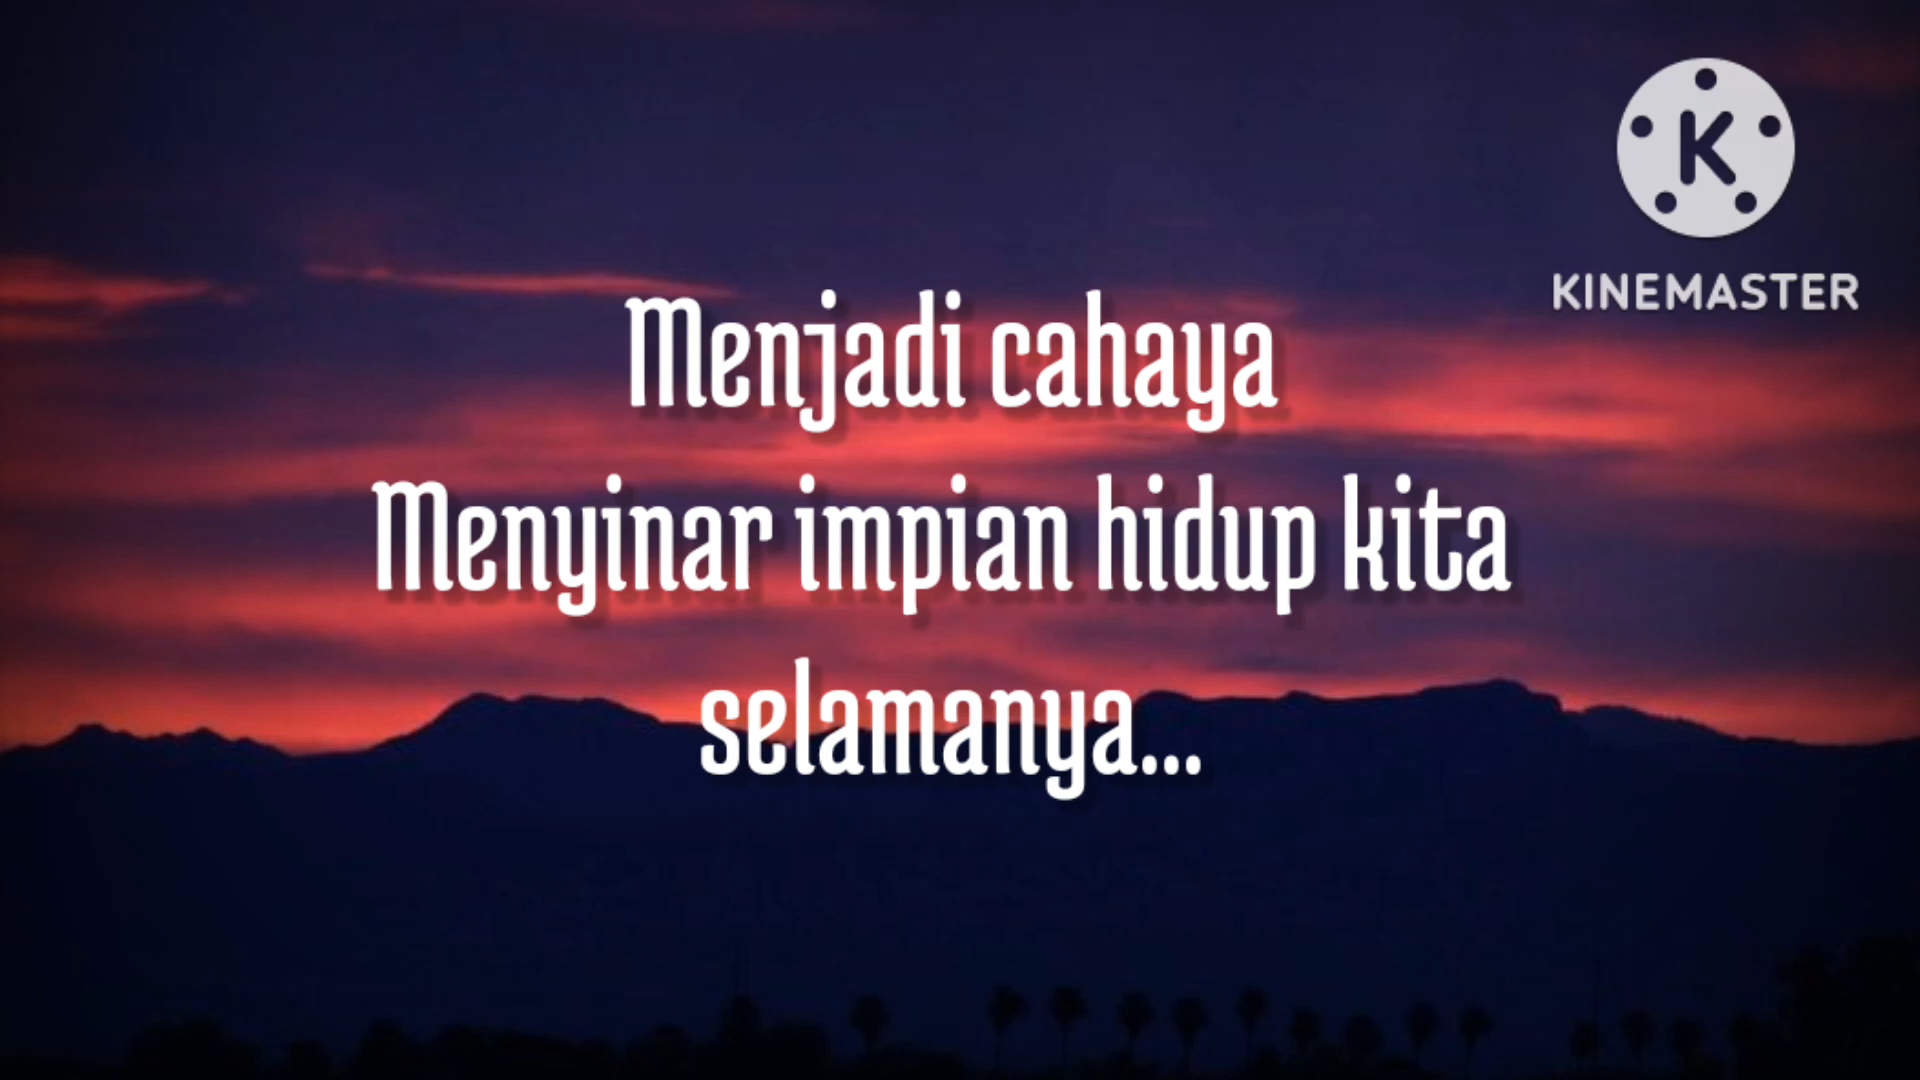 K
KINEMASTER
Menjadi cahaya
Menyinar impian hidup kita
selamanya...